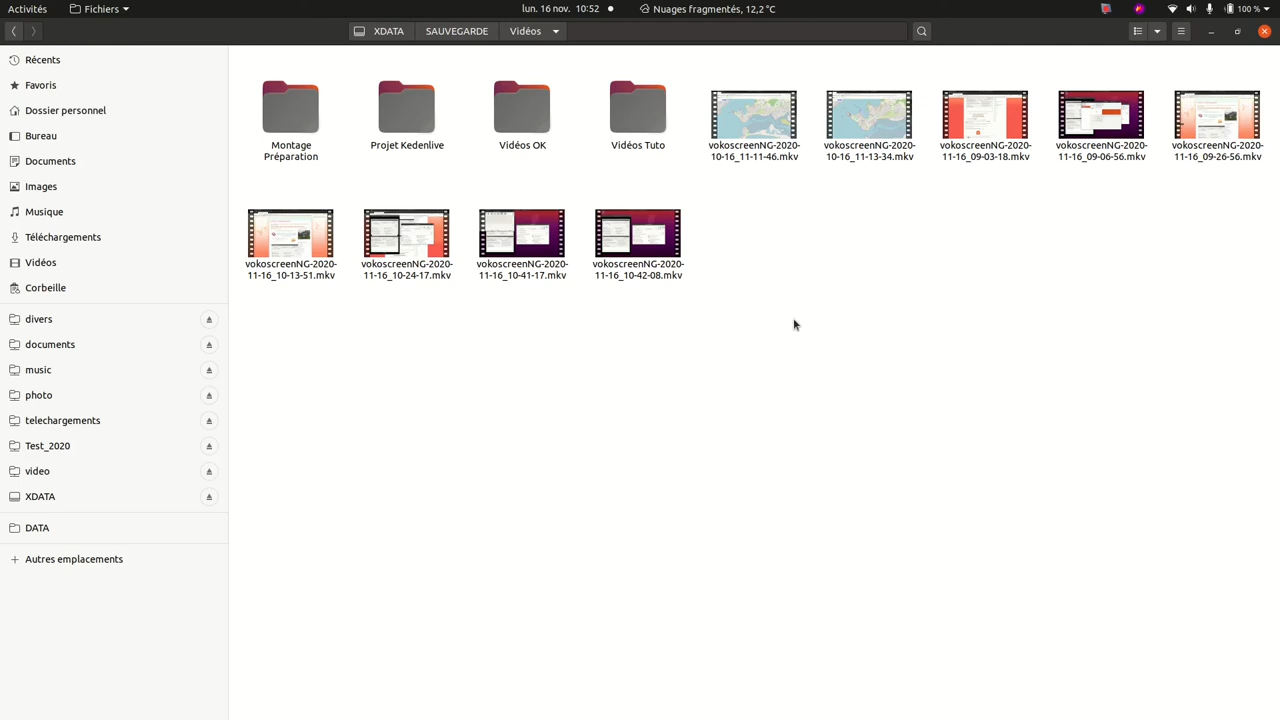 Activités
Fichiers
lun. 16 nov. 10:52
Nuages fragmentés, 12,2 °C
100 %
XDATA
SAUVEGARDE
Vidéos
Récents
Favoris
Dossier personnel
Bureau
Documents
Images
Musique
Téléchargements
Vidéos
Corbeille
divers
documents
music
photo
telechargements
Test_2020
video
XDATA
DATA
Autres emplacements
Montage
Préparation
Projet Kedenlive
Vidéos OK
Vidéos Tuto
vokoscreenNG-2020-
10-16_11-11-46.mkv
vokoscreenNG-2020-
10-16_11-13-34.mkv
vokoscreenNG-2020-
11-16_09-03-18.mkv
vokoscreenNG-2020-
11-16_09-06-56.mkv
vokoscreenNG-2020-
11-16_09-26-56.mkv
vokoscreenNG-2020-
11-16_10-13-51.mkv
vokoscreenNG-2020-
11-16_10-24-17.mkv
vokoscreenNG-2020-
11-16_10-41-17.mkv
vokoscreenNG-2020-
11-16_10-42-08.mkv